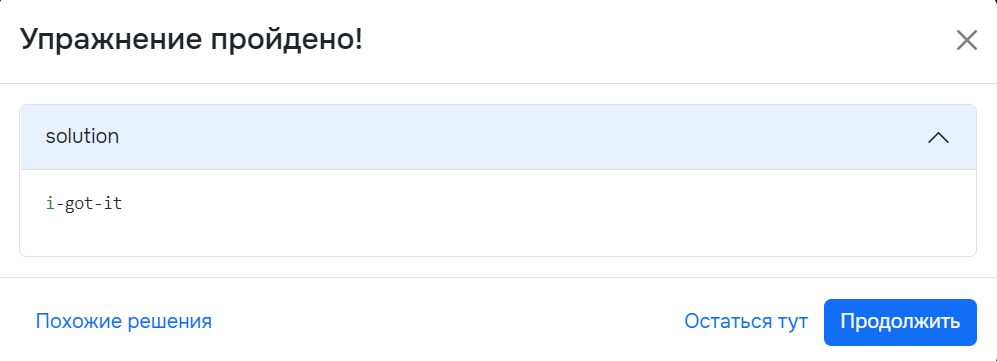 Упражнение пройдено!
solution
i-got-it
Похожие решения
Остаться тут
Продолжить